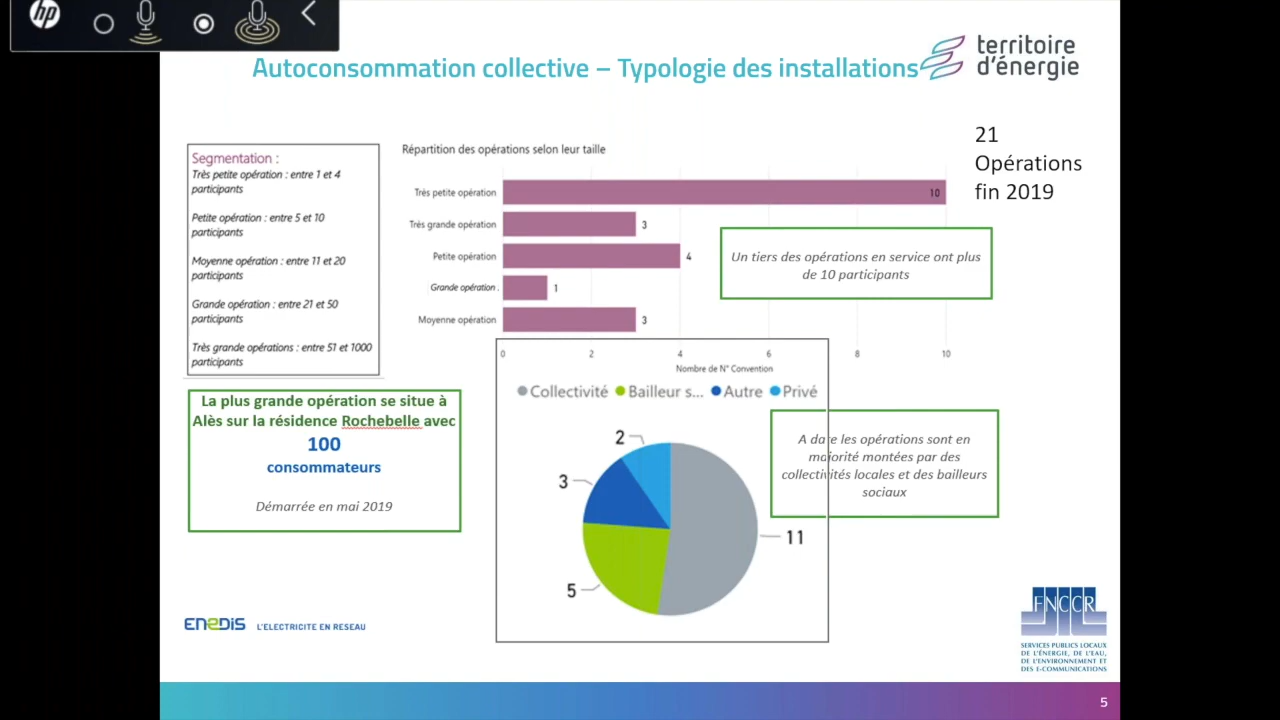 hp
Autoconsommation collective – Typologie des installations
territoire
d'énergie
21
Opérations
fin 2019
Segmentation :
Très petite opération : entre 1 et 4
participants
Petite opération : entre 5 et 10
participants
Moyenne opération : entre 11 et 20
participants
Grande opération : entre 21 et 50
participants
Très grande opérations : entre 51 et 1000
participants
Répartition des opérations selon leur taille
Très petite opération 10
Très grande opération 3
Petite opération 4
Grande opération . 1
Moyenne opération 3
0 2 4 6 8 10
Nombre de N° Convention
Un tiers des opérations en service ont plus
de 10 participants
La plus grande opération se situe à
Alès sur la résidence Rochebelle avec
100
consommateurs
Démarrée en mai 2019
Collectivité Bailleur s... Autre Privé
2
3
11
5
A date les opérations sont en
majorité montées par des
collectivités locales et des bailleurs
sociaux
ENEDIS L'ELECTRICITE EN RESEAU
FNCCR
SERVICES PUBLICS LOCAUX
DE L'ÉNERGIE, DE L'EAU,
DE L'ENVIRONNEMENT ET
DES E-COMMUNICATIONS
5